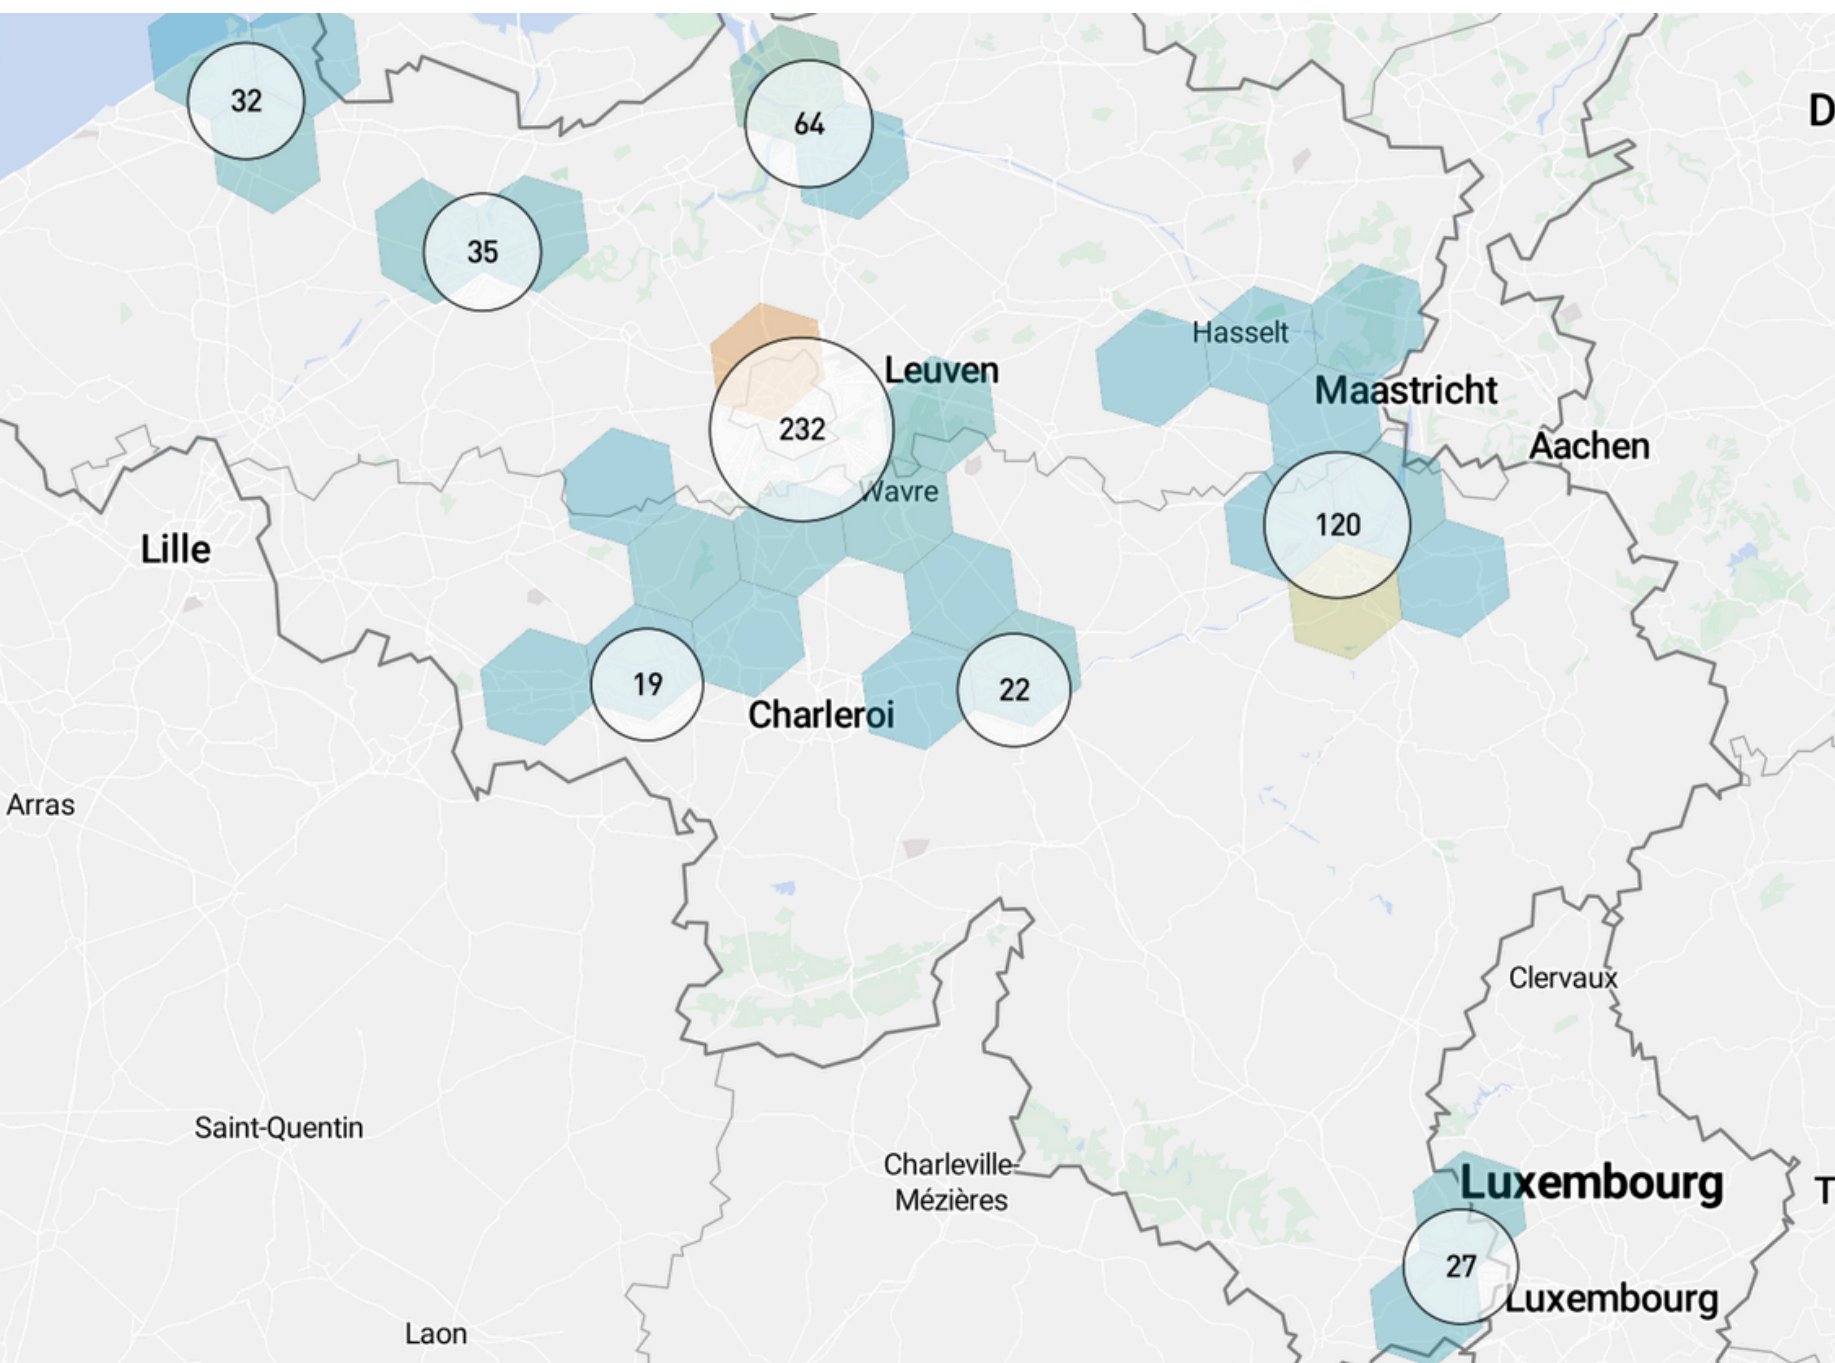 32
64
D
35
Hasselt
Leuven
Maastricht
232
Aachen
Wavre
120
Lille
19
22
Charleroi
Arras
Clervaux
Saint-Quentin
Charleville-
Mézières
Luxembourg
T
27
Luxembourg
Laon